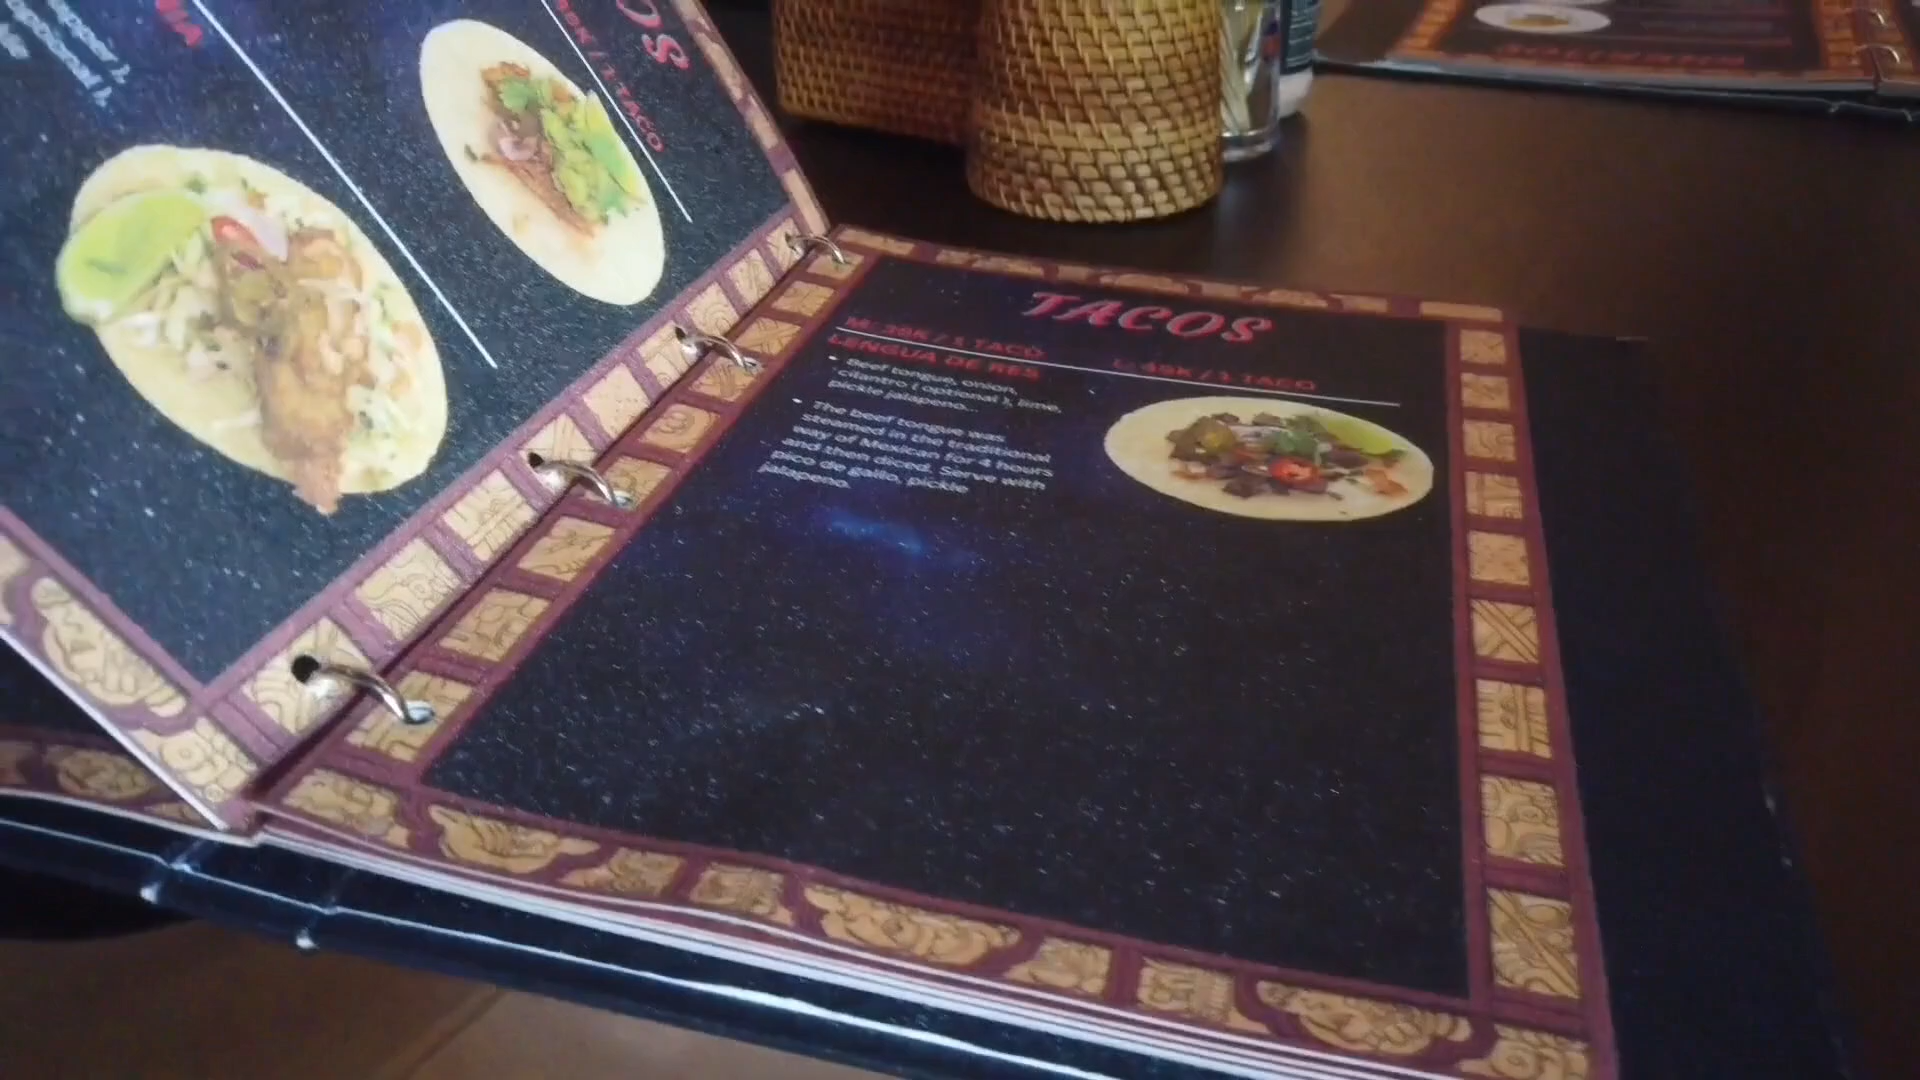 TACOS
M: 39K / 1 TACO
L: 49K / 1 TACO
LENGUA DE RES
• Beef tongue, onion,
cilantro ( optional ), lime,
pickle jalapeno...
• The beef tongue was
steamed in the traditional
way of Mexican for 4 hours
and then diced. Serve with
pico de gallo, pickle
jalapeno.
/ 1 TACO